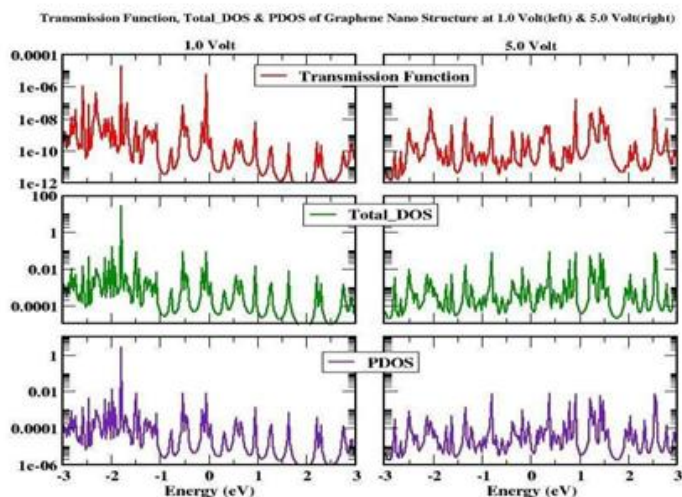 Transmission Function, Total_DOS & PDOS of Graphene Nano Structure at 1.0 Volt(left) & 5.0 Volt(right)
1.0 Volt 5.0 Volt
0.0001
Transmission Function
1e-06
1e-08
1e-10
1e-12
100
Total_DOS
1
0.01
0.0001
PDOS
1
0.01
0.0001
1e-06
-3 -2 -1 0 1 2 3 -3 -2 -1 0 1 2 3
Energy (eV) Energy (eV)